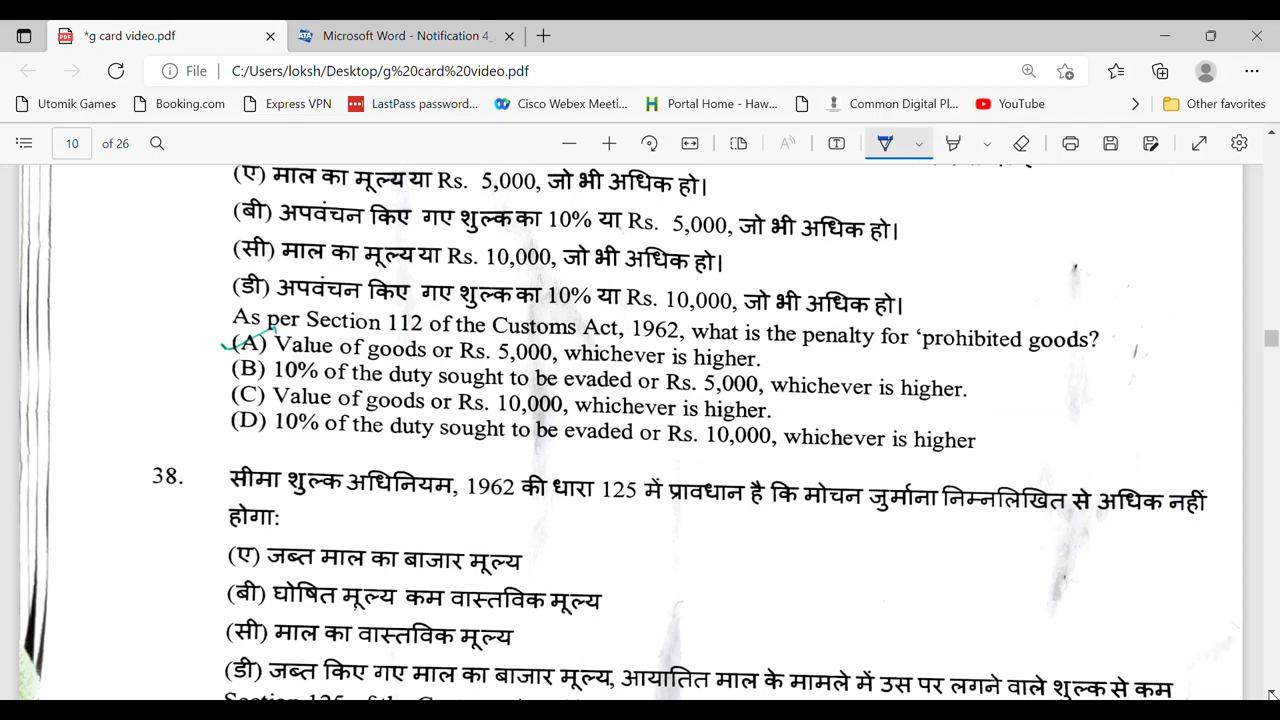 *g card video.pdf
Microsoft Word - Notification 4_
File
C:/Users/loksh/Desktop/g%20card%20video.pdf
Utomik Games
Booking.com
Express VPN
LastPass password...
Cisco Webex Meeti...
Portal Home - Haw...
Common Digital Pl...
YouTube
Other favorites
10 of 26
(ए) माल का मूल्य या Rs. 5,000, जो भी अधिक हो।
(बी) अपवंचन किए गए शुल्क का 10% या Rs. 5,000, जो भी अधिक हो।
(सी) माल का मूल्य या Rs. 10,000, जो भी अधिक हो।
(डी) अपवंचन किए गए शुल्क का 10% या Rs. 10,000, जो भी अधिक हो।
As per Section 112 of the Customs Act, 1962, what is the penalty for ‘prohibited goods?
(A) Value of goods or Rs. 5,000, whichever is higher.
(B) 10% of the duty sought to be evaded or Rs. 5,000, whichever is higher.
(C) Value of goods or Rs. 10,000, whichever is higher.
(D) 10% of the duty sought to be evaded or Rs. 10,000, whichever is higher
38. सीमा शुल्क अधिनियम, 1962 की धारा 125 में प्रावधान है कि मोचन जुर्माना निम्नलिखित से अधिक नहीं
होगा:
(ए) जब्त माल का बाजार मूल्य
(बी) घोषित मूल्य कम वास्तविक मूल्य
(सी) माल का वास्तविक मूल्य
(डी) जब्त किए गए माल का बाजार मूल्य, आयातित माल के मामले में उस पर लगने वाले शुल्क से कम